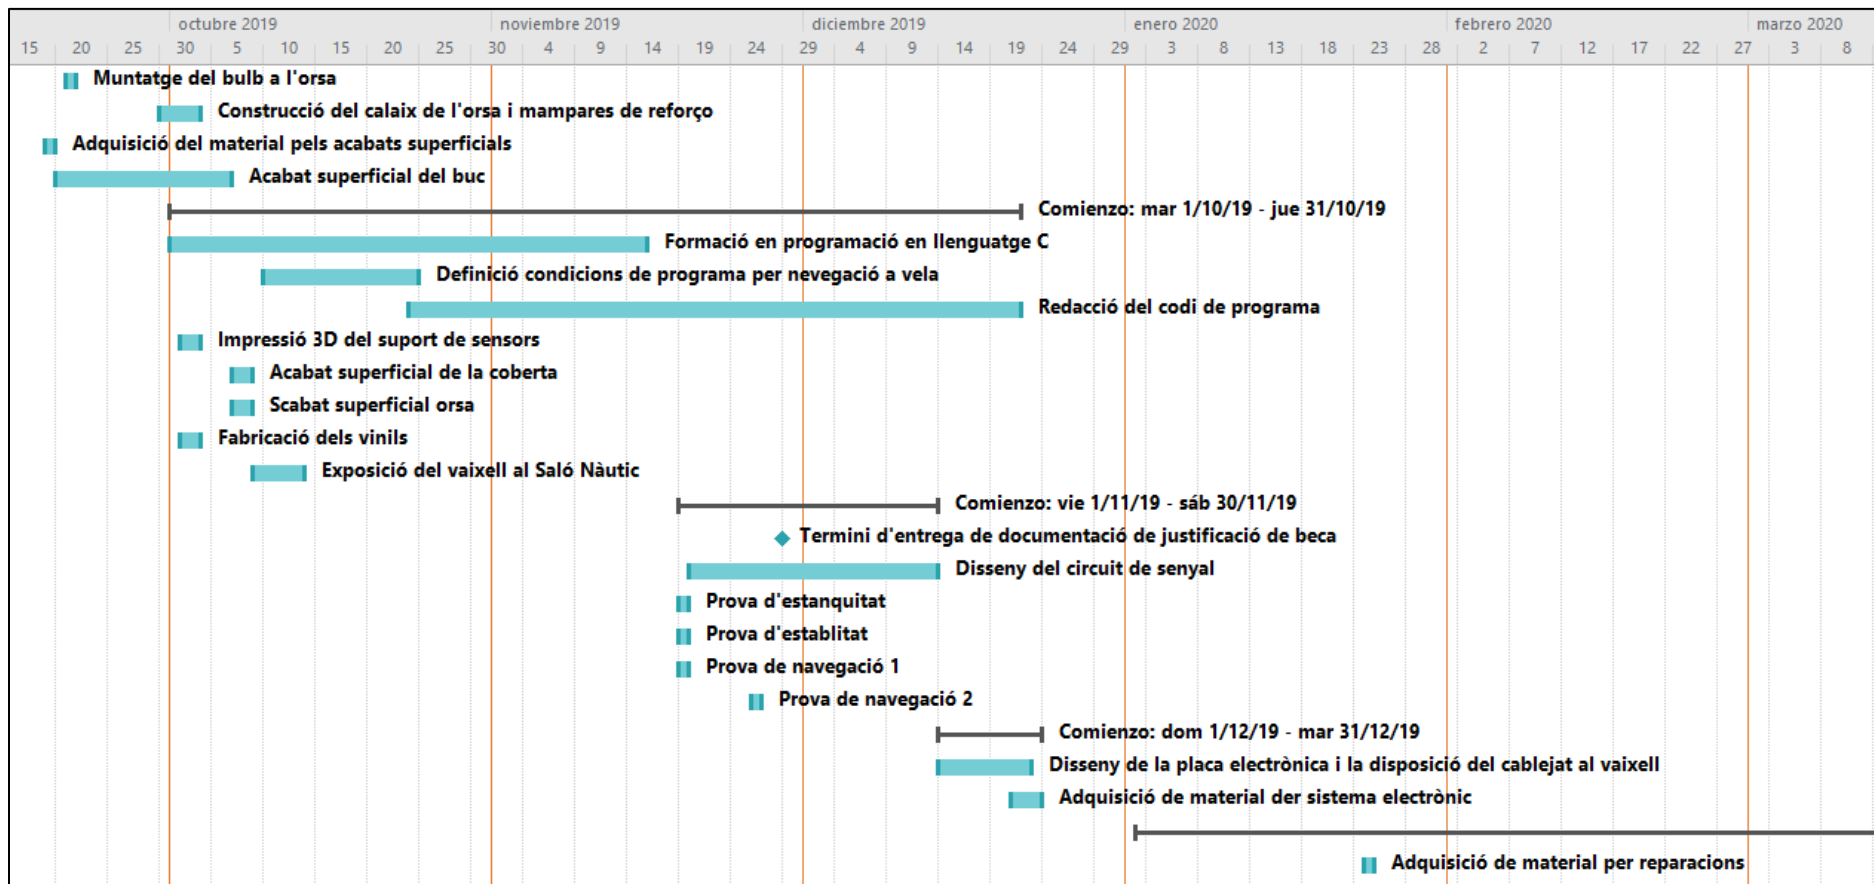 octubre 2019 noviembre 2019 diciembre 2019 enero 2020 febrero 2020 marzo 2020
15 20 25 30 5 10 15 20 25 30 4 9 14 19 24 29 4 9 14 19 24 29 3 8 13 18 23 28 2 7 12 17 22 27 3 8
Muntatge del bulb a l'orsa
Construcció del calaix de l'orsa i mampares de reforço
Adquisició del material pels acabats superficials
Acabat superficial del buc
Comienzo: mar 1/10/19 - jue 31/10/19
Formació en programació en llenguatge C
Definició condicions de programa per nevegació a vela
Redacció del codi de programa
Impressió 3D del suport de sensors
Acabat superficial de la coberta
Scabat superficial orsa
Fabricació dels vinils
Exposició del vaixell al Saló Nàutic
Comienzo: vie 1/11/19 - sáb 30/11/19
Termini d'entrega de documentació de justificació de beca
Disseny del circuit de senyal
Prova d'estanquitat
Prova d'establitat
Prova de navegació 1
Prova de navegació 2
Comienzo: dom 1/12/19 - mar 31/12/19
Disseny de la placa electrònica i la disposició del cablejat al vaixell
Adquisició de material der sistema electrònic
Adquisició de material per reparacions